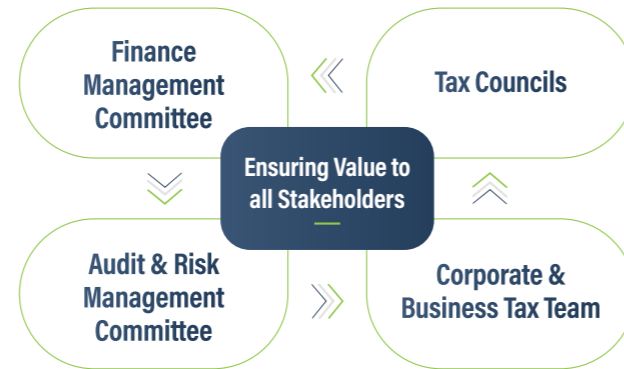 Finance
Management
Committee
Tax Councils
Ensuring Value to
all Stakeholders
Audit & Risk
Management
Committee
Corporate &
Business Tax Team